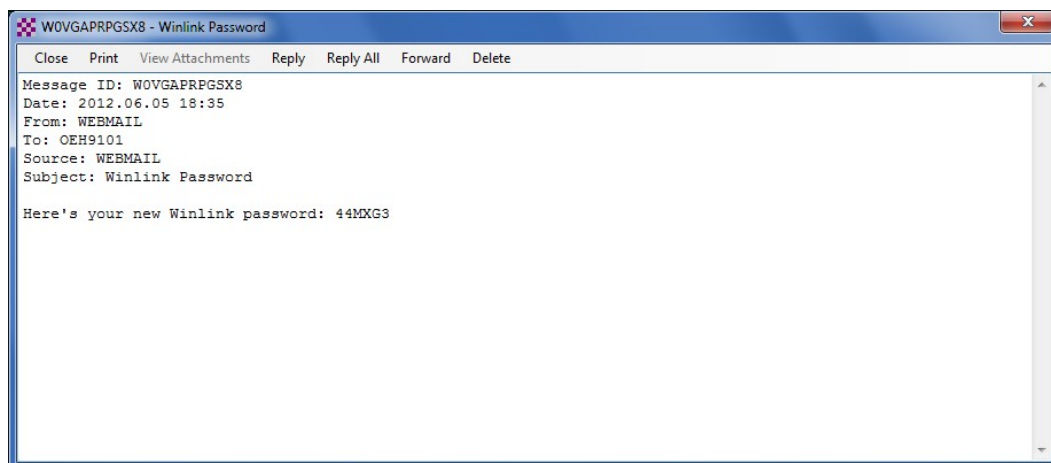 W0VGAPRPGSX8 - Winlink Password
Close Print View Attachments Reply Reply All Forward Delete
Message ID: W0VGAPRPGSX8
Date: 2012.06.05 18:35
From: WEBMAIL
To: OEH9101
Source: WEBMAIL
Subject: Winlink Password
Here's your new Winlink password: 44MXG3